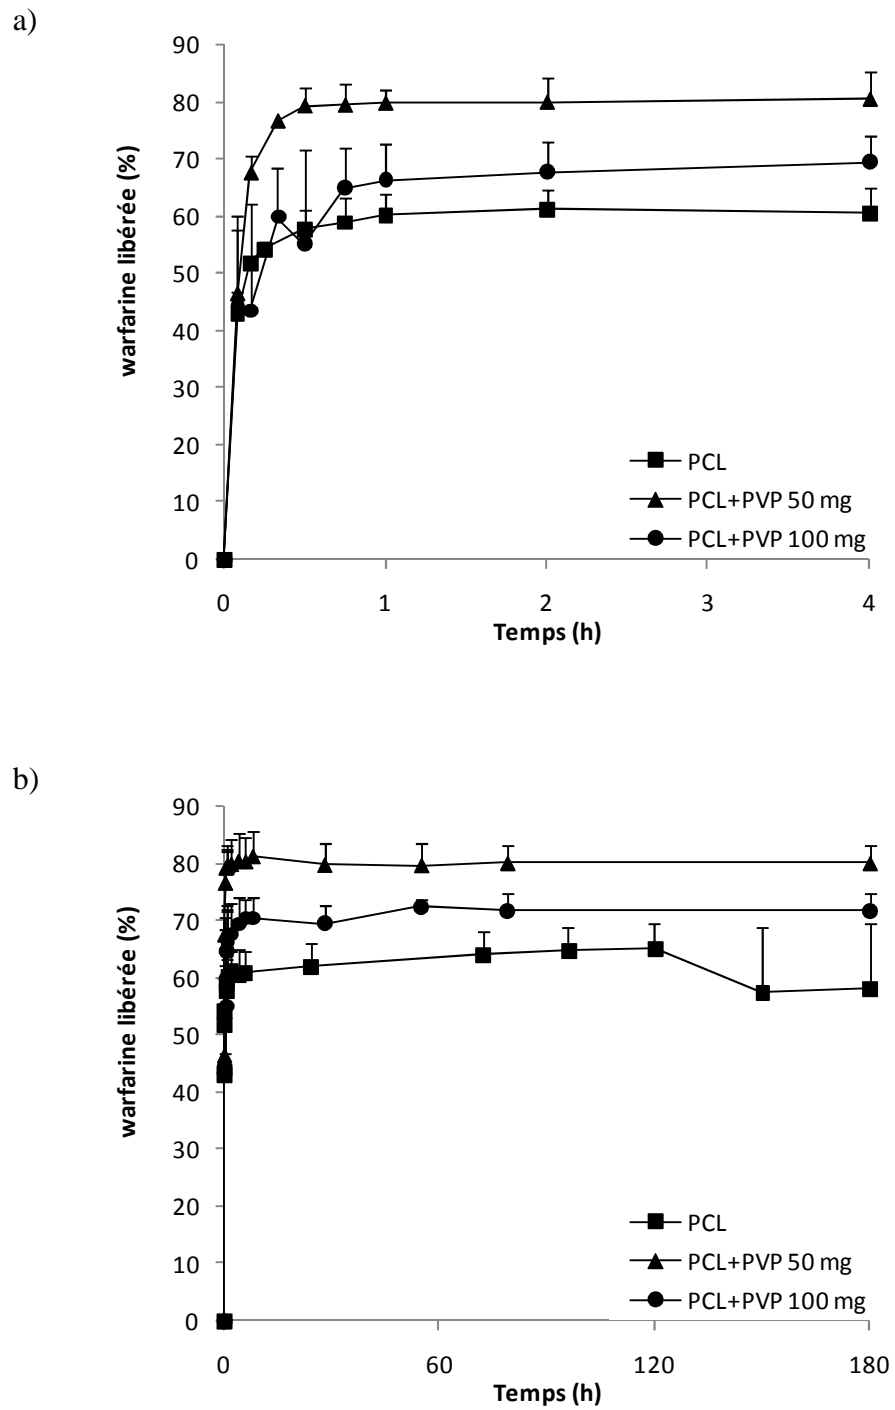 a)
90
80
70
60
50
40
30
20
10
0
warfarine libérée (%)
PCL
PCL+PVP 50 mg
PCL+PVP 100 mg
0 1 2 3 4
Temps (h)
b)
90
80
70
60
50
40
30
20
10
0
warfarine libérée (%)
PCL
PCL+PVP 50 mg
PCL+PVP 100 mg
0 60 120 180
Temps (h)